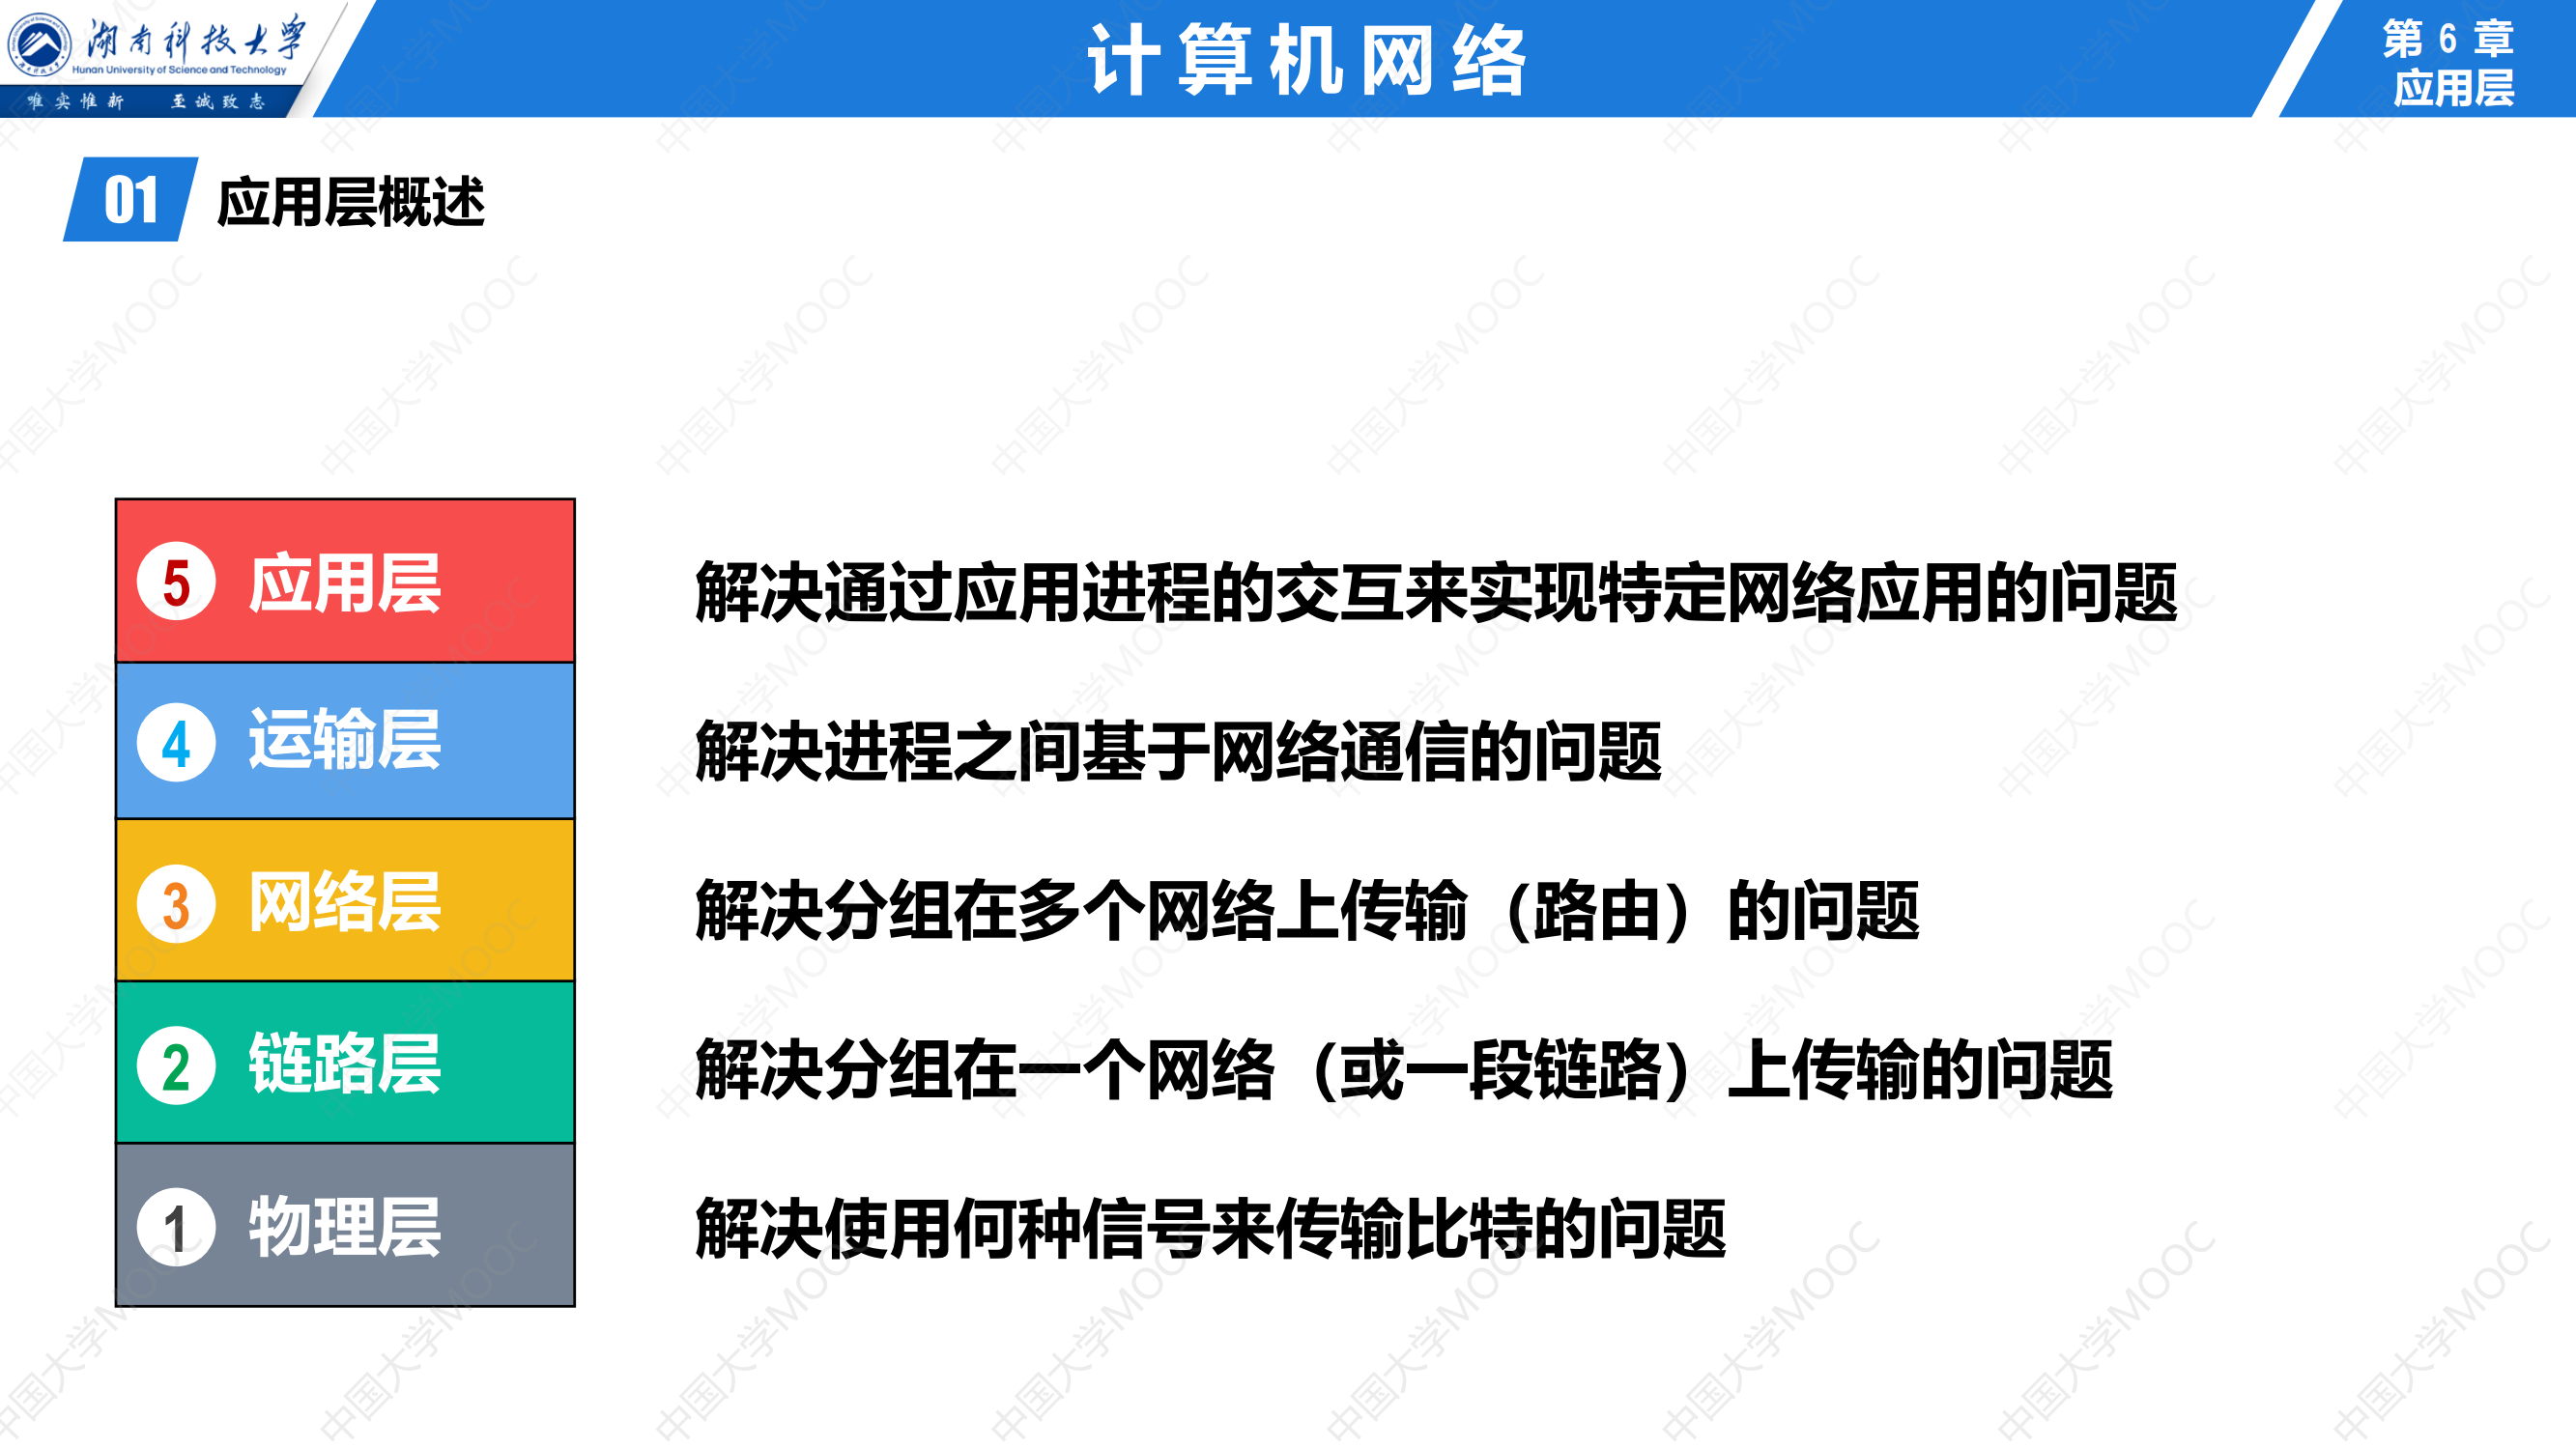 湖南科技大学
Hunan University of Science and Technology
唯实惟新 至诚致志
计算机网络
第 6 章
应用层
01 应用层概述
5 应用层 解决通过应用进程的交互来实现特定网络应用的问题
4 运输层 解决进程之间基于网络通信的问题
3 网络层 解决分组在多个网络上传输（路由）的问题
2 链路层 解决分组在一个网络（或一段链路）上传输的问题
1 物理层 解决使用何种信号来传输比特的问题
中国大学MOOC